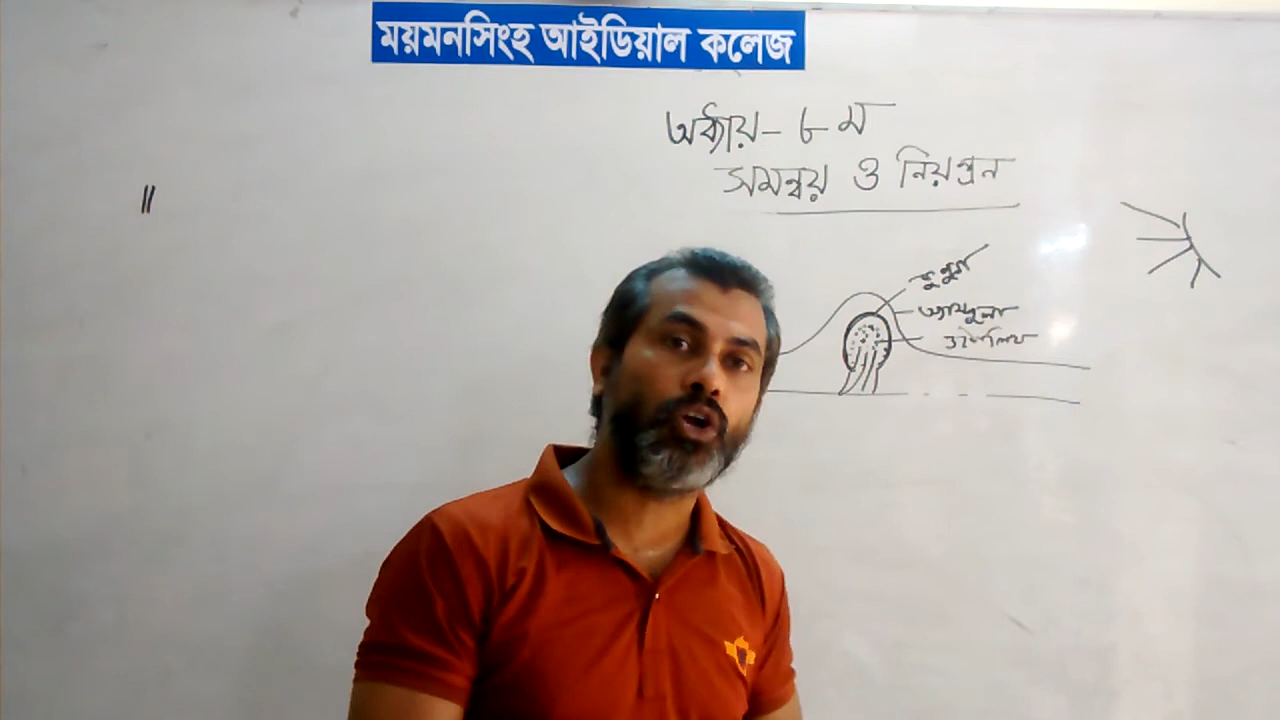 ময়মনসিংহ আইডিয়াল কলেজ
অধ্যায় - ৮ম
সমন্বয় ও নিয়ন্ত্রন
অ্যাম্পুলা